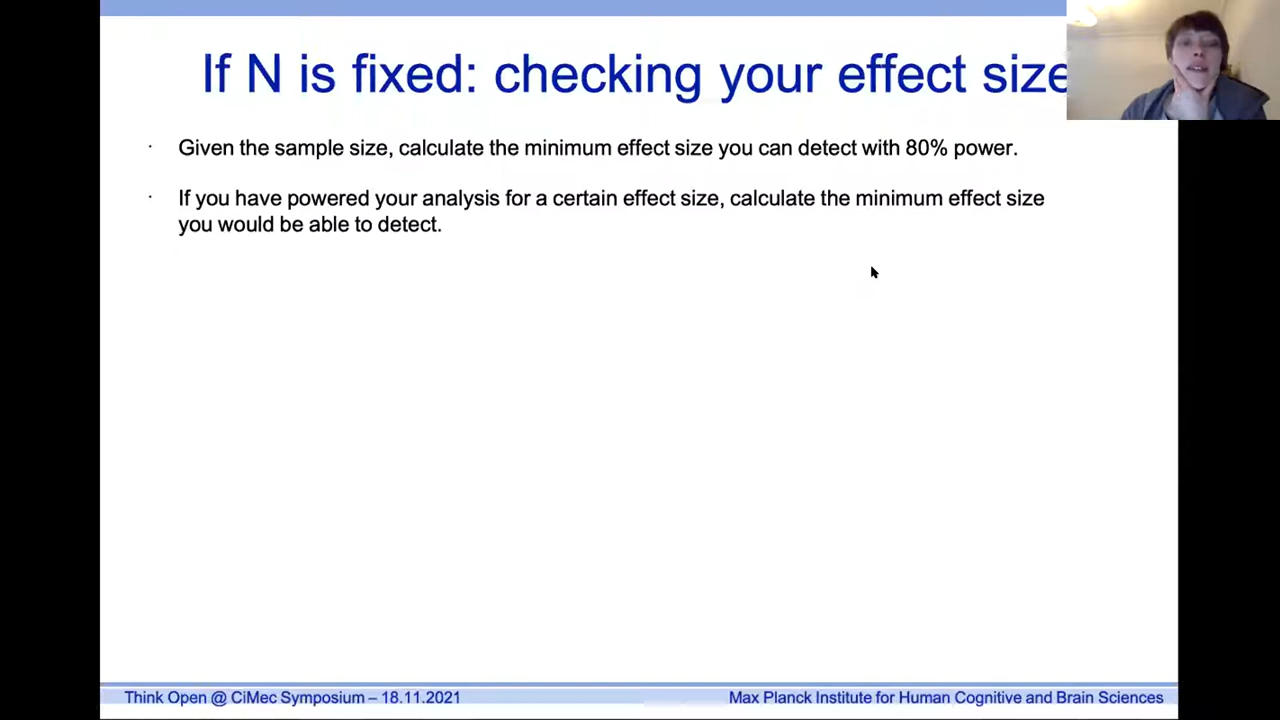 If N is fixed: checking your effect size
· Given the sample size, calculate the minimum effect size you can detect with 80% power.
· If you have powered your analysis for a certain effect size, calculate the minimum effect size
you would be able to detect.
Think Open @ CiMec Symposium – 18.11.2021
Max Planck Institute for Human Cognitive and Brain Sciences